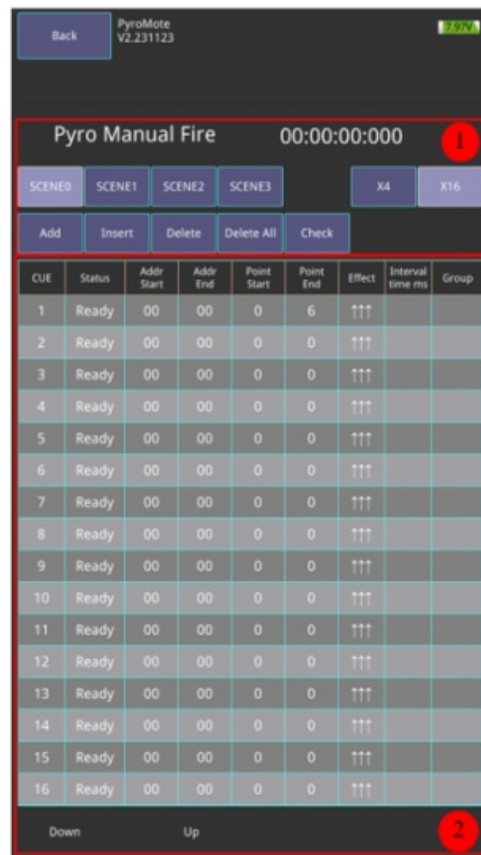 Back
PyroMote
V2.231123
7.97V
Pyro Manual Fire 00:00:00:000
1
SCENE0 SCENE1 SCENE2 SCENE3 X4 X16
Add Insert Delete Delete All Check
CUE Status Addr Start Addr End Point Start Point End Effect Interval time ms Group
1 Ready 00 00 0 6 ↑↑↑
2 Ready 00 00 0 0 ↑↑↑
3 Ready 00 00 0 0 ↑↑↑
4 Ready 00 00 0 0 ↑↑↑
5 Ready 00 00 0 0 ↑↑↑
6 Ready 00 00 0 0 ↑↑↑
7 Ready 00 00 0 0 ↑↑↑
8 Ready 00 00 0 0 ↑↑↑
9 Ready 00 00 0 0 ↑↑↑
10 Ready 00 00 0 0 ↑↑↑
11 Ready 00 00 0 0 ↑↑↑
12 Ready 00 00 0 0 ↑↑↑
13 Ready 00 00 0 0 ↑↑↑
14 Ready 00 00 0 0 ↑↑↑
15 Ready 00 00 0 0 ↑↑↑
16 Ready 00 00 0 0 ↑↑↑
Down Up
2